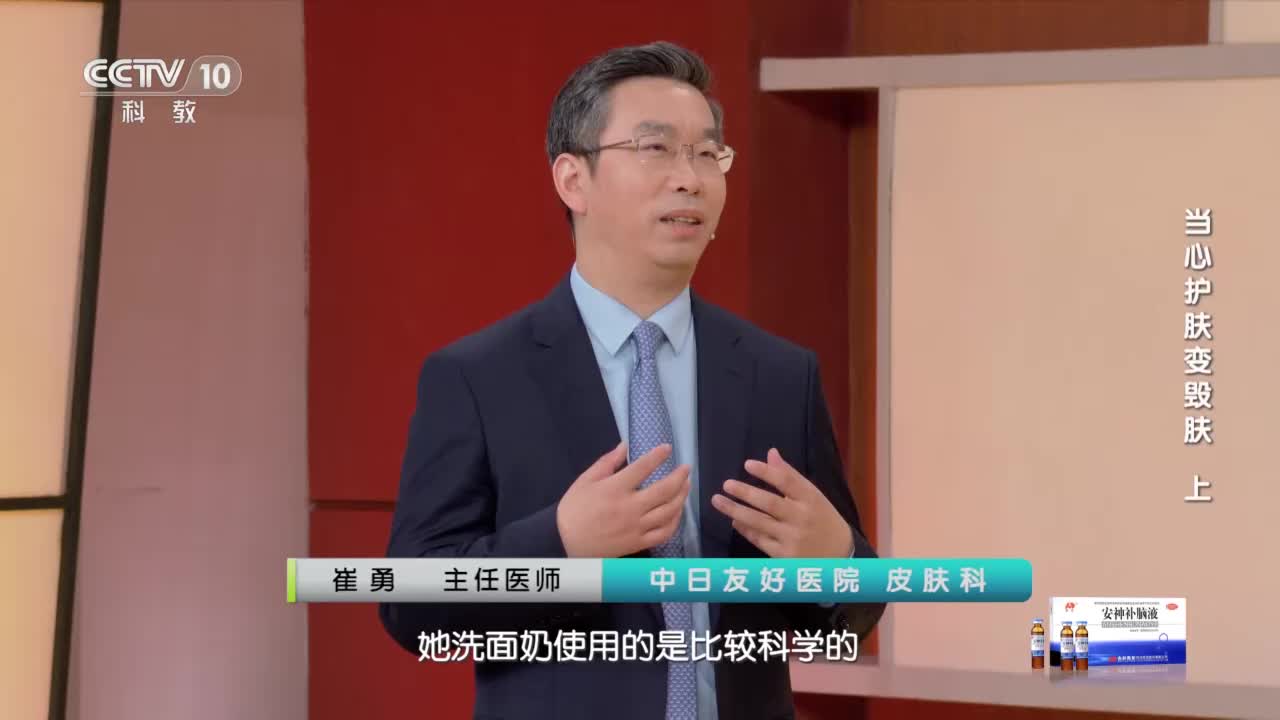 CCTV 10
科教
当心护肤变毁肤 上
崔勇 主任医师 中日友好医院 皮肤科
安神补脑液
她洗面奶使用的是比较科学的